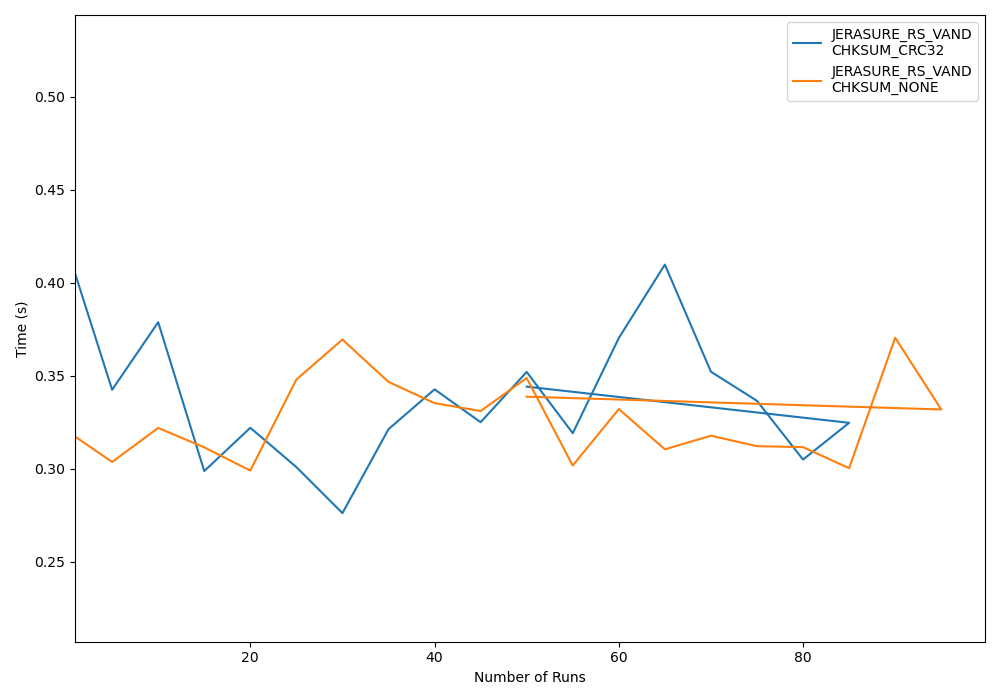 JERASURE_RS_VAND
CHKSUM_CRC32
JERASURE_RS_VAND
CHKSUM_NONE
0.50
0.45
0.40
0.35
0.30
0.25
Time (s)
20
40
60
80
Number of Runs